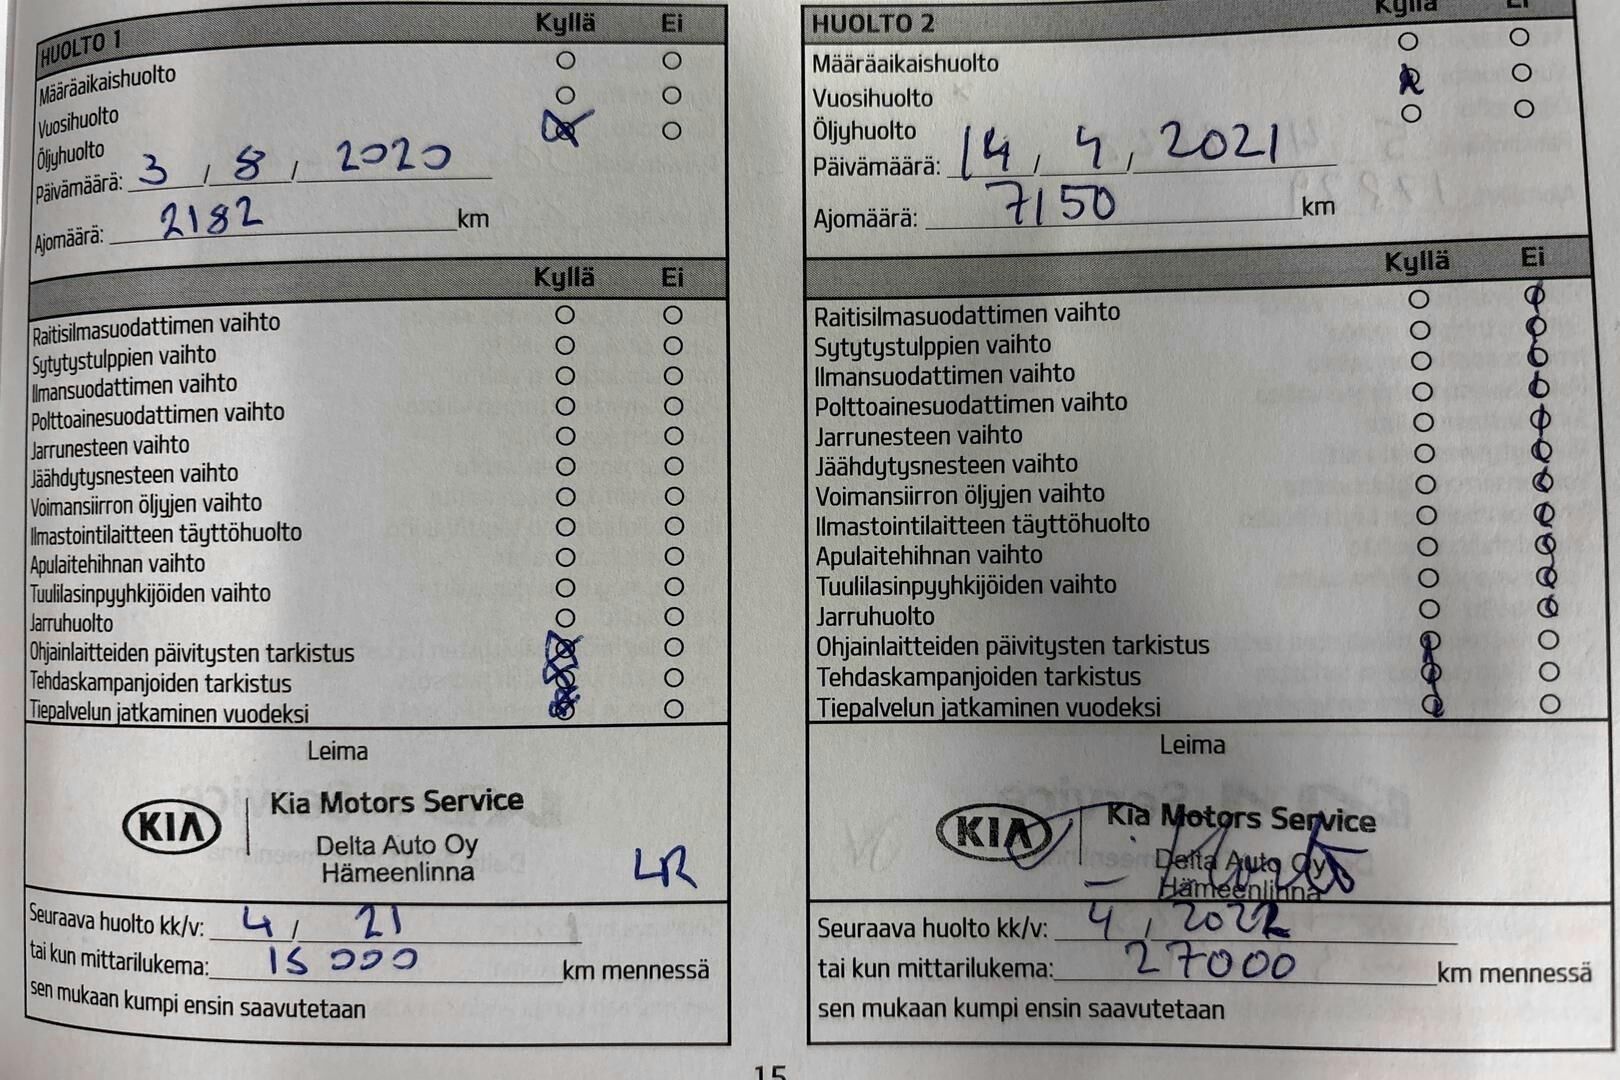 HUOLTO 1 Kyllä Ei
Määräaikaishuolto
Vuosihuolto
Öljyhuolto
Päivämäärä: 3 / 8 / 2020
Ajomäärä: 2182 km
Kyllä Ei
Raitisilmasuodattimen vaihto
Sytytystulppien vaihto
Ilmansuodattimen vaihto
Polttoainesuodattimen vaihto
Jarrunesteen vaihto
Jäähdytysnesteen vaihto
Voimansiirron öljyjen vaihto
Ilmastointilaitteen täyttöhuolto
Apulaitehihnan vaihto
Tuulilasinpyyhkijöiden vaihto
Jarruhuolto
Ohjainlaitteiden päivitysten tarkistus
Tehdaskampanjoiden tarkistus
Tiepalvelun jatkaminen vuodeksi
Leima
KIA Kia Motors Service
Delta Auto Oy
Hämeenlinna
LR
Seuraava huolto kk/v: 4 / 21
tai kun mittarilukema: 15 000 km mennessä
sen mukaan kumpi ensin saavutetaan
HUOLTO 2 Kyllä Ei
Määräaikaishuolto
Vuosihuolto
Öljyhuolto
Päivämäärä: 14 / 4 / 2021
Ajomäärä: 7150 km
Kyllä Ei
Raitisilmasuodattimen vaihto
Sytytystulppien vaihto
Ilmansuodattimen vaihto
Polttoainesuodattimen vaihto
Jarrunesteen vaihto
Jäähdytysnesteen vaihto
Voimansiirron öljyjen vaihto
Ilmastointilaitteen täyttöhuolto
Apulaitehihnan vaihto
Tuulilasinpyyhkijöiden vaihto
Jarruhuolto
Ohjainlaitteiden päivitysten tarkistus
Tehdaskampanjoiden tarkistus
Tiepalvelun jatkaminen vuodeksi
Leima
KIA Kia Motors Service
Delta Auto Oy
Hämeenlinna
Seuraava huolto kk/v: 4 / 2022
tai kun mittarilukema: 27000 km mennessä
sen mukaan kumpi ensin saavutetaan
15